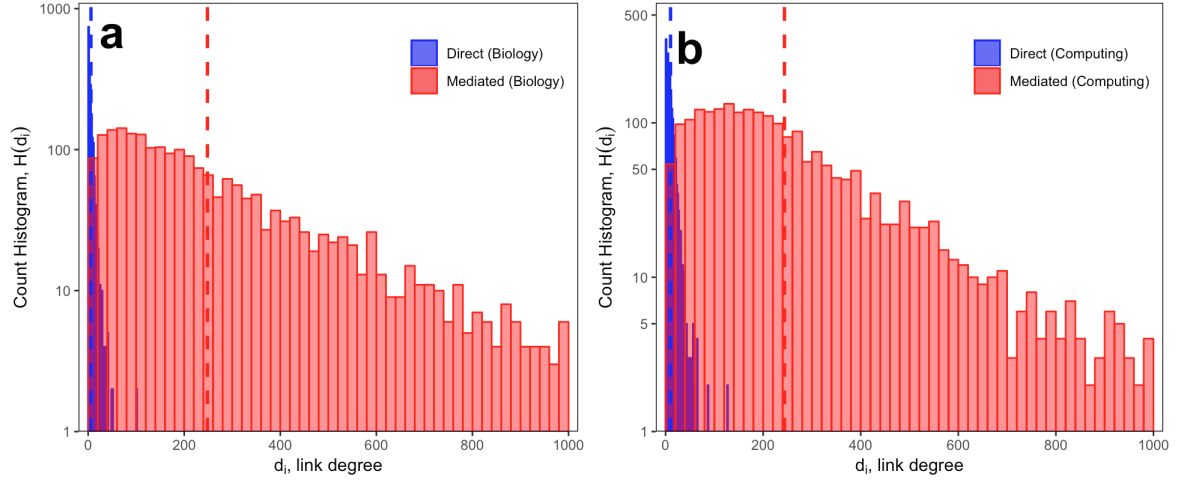 a
1000
100
10
1
Count Histogram, H(di)
0
200
400
600
800
1000
di, link degree
Direct (Biology)
Mediated (Biology)
b
500
100
50
10
5
1
Count Histogram, H(di)
0
200
400
600
800
1000
di, link degree
Direct (Computing)
Mediated (Computing)